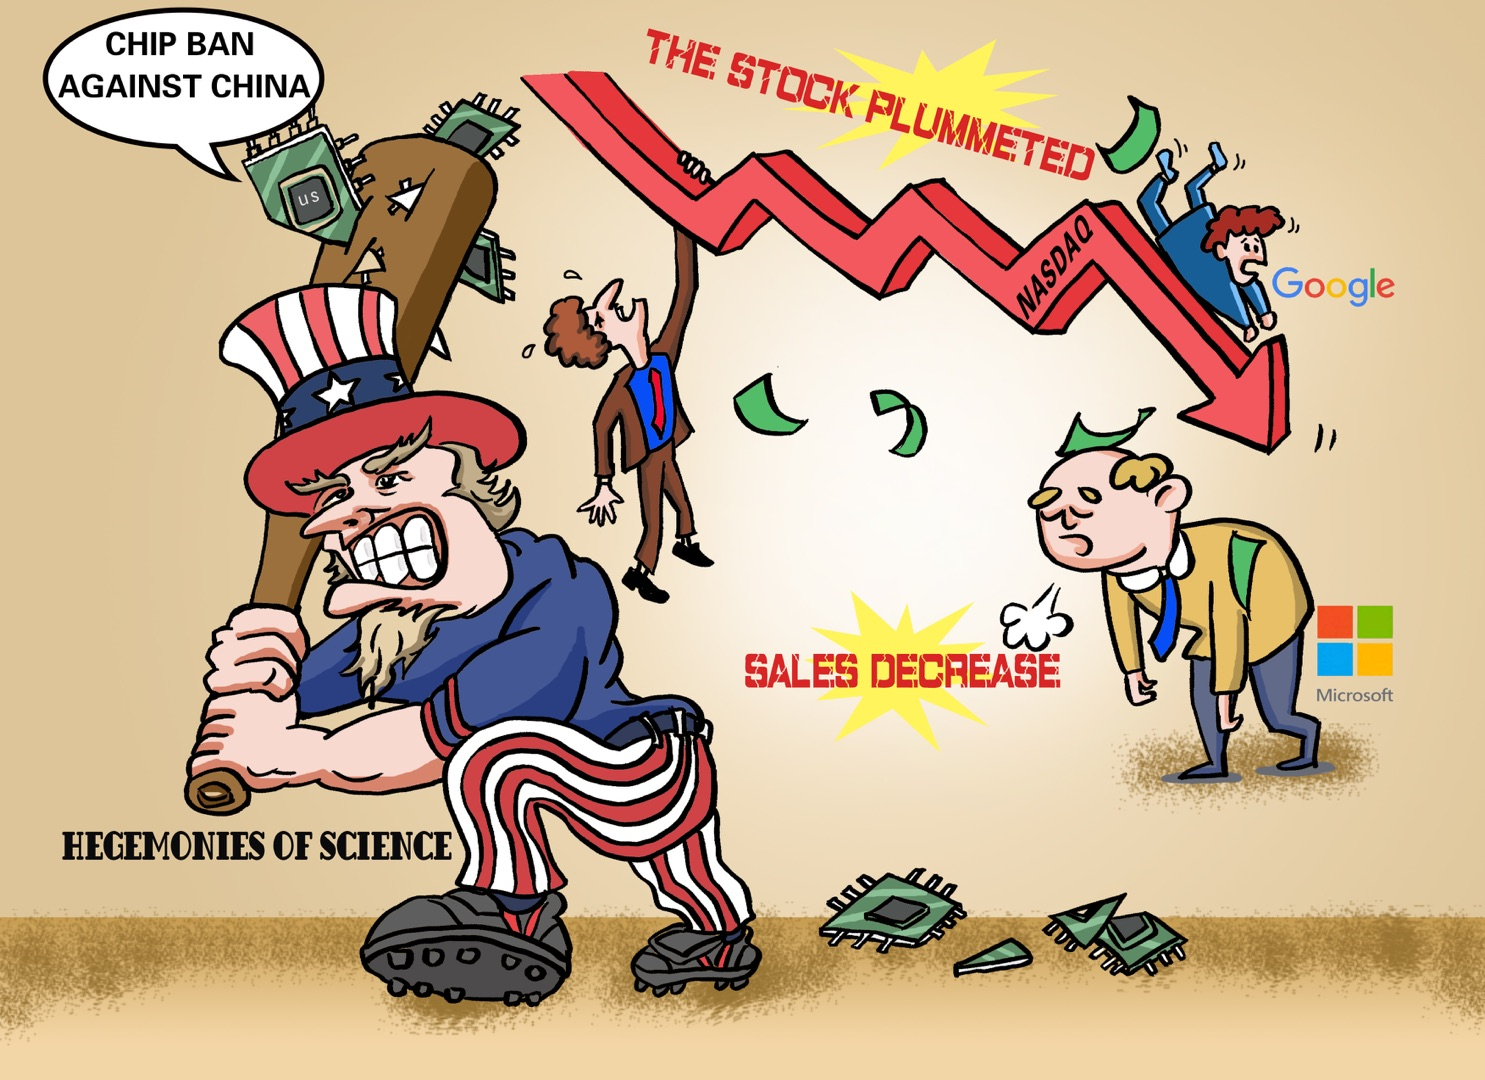 CHIP BAN
AGAINST CHINA
us
THE STOCK PLUMMETED
NASDAQ
Google
SALES DECREASE
Microsoft
HEGEMONIES OF SCIENCE